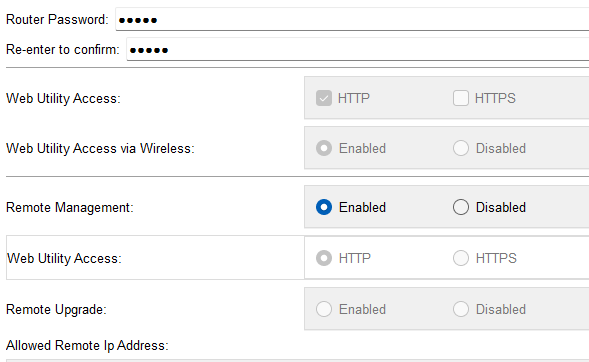 Router Password: •••••
Re-enter to confirm: •••••
Web Utility Access: HTTP HTTPS
Web Utility Access via Wireless: Enabled Disabled
Remote Management: Enabled Disabled
Web Utility Access: HTTP HTTPS
Remote Upgrade: Enabled Disabled
Allowed Remote Ip Address: